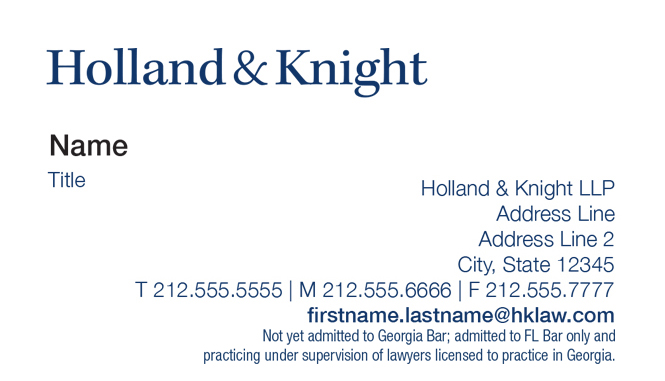 Holland & Knight
Name
Title
Holland & Knight LLP
Address Line
Address Line 2
City, State 12345
T 212.555.5555 | M 212.555.6666 | F 212.555.7777
firstname.lastname@hklaw.com
Not yet admitted to Georgia Bar; admitted to FL Bar only and
practicing under supervision of lawyers licensed to practice in Georgia.